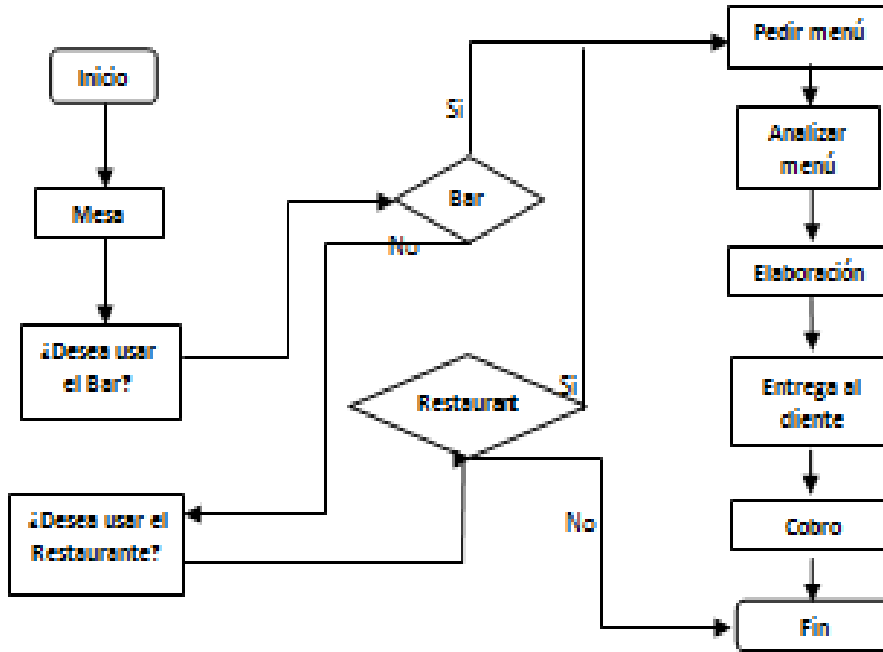 Inicio
Mesa
¿Desea usar
el Bar?
Bar
Si
No
¿Desea usar el
Restaurante?
Restaurant
Si
No
Pedir menú
Analizar
menú
Elaboración
Entrega al
cliente
Cobro
Fin